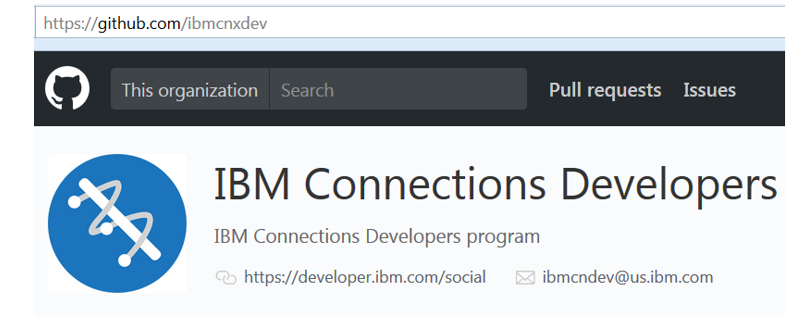 https://github.com/ibmcnxdev
This organization Search Pull requests Issues
IBM Connections Developers
IBM Connections Developers program
https://developer.ibm.com/social ibmcndev@us.ibm.com